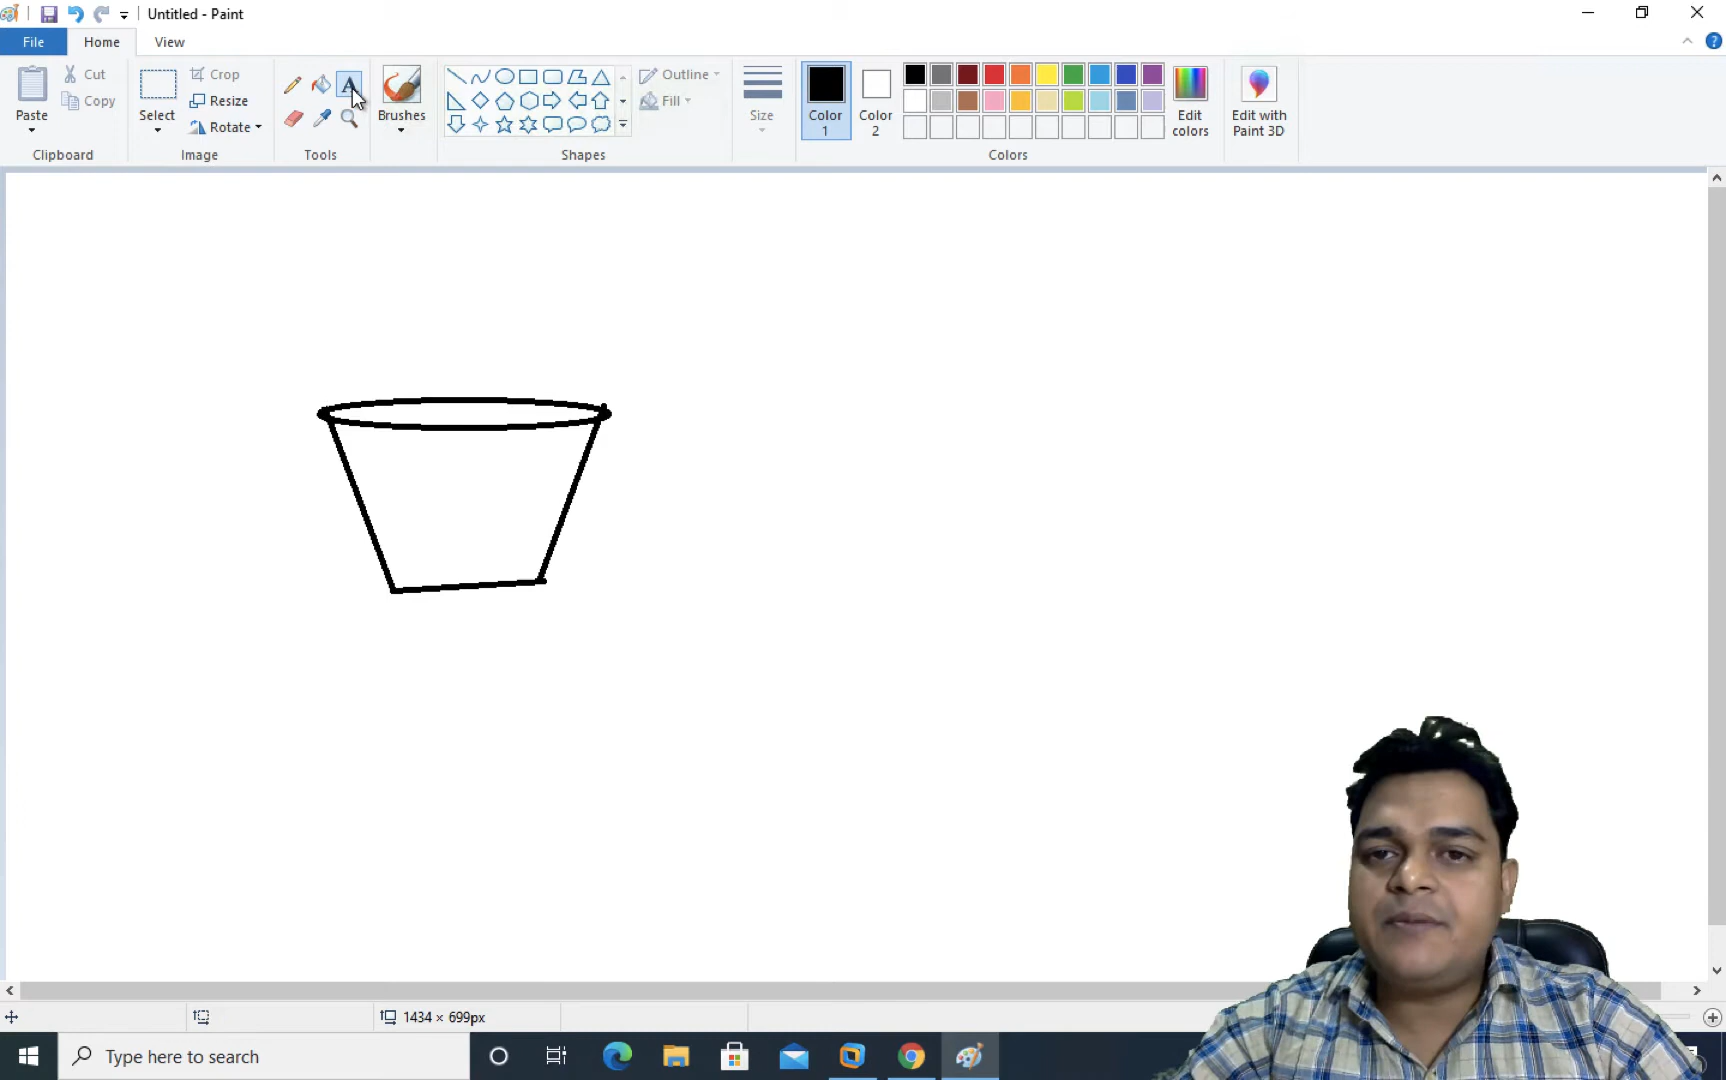 Untitled - Paint
File
Home
View
Paste
Cut
Copy
Clipboard
Select
Crop
Resize
Rotate
Image
A
Tools
Brushes
Shapes
Outline
Fill
Size
Color
1
Color
2
Edit
colors
Colors
Edit with
Paint 3D
?
1434 × 699px
Type here to search